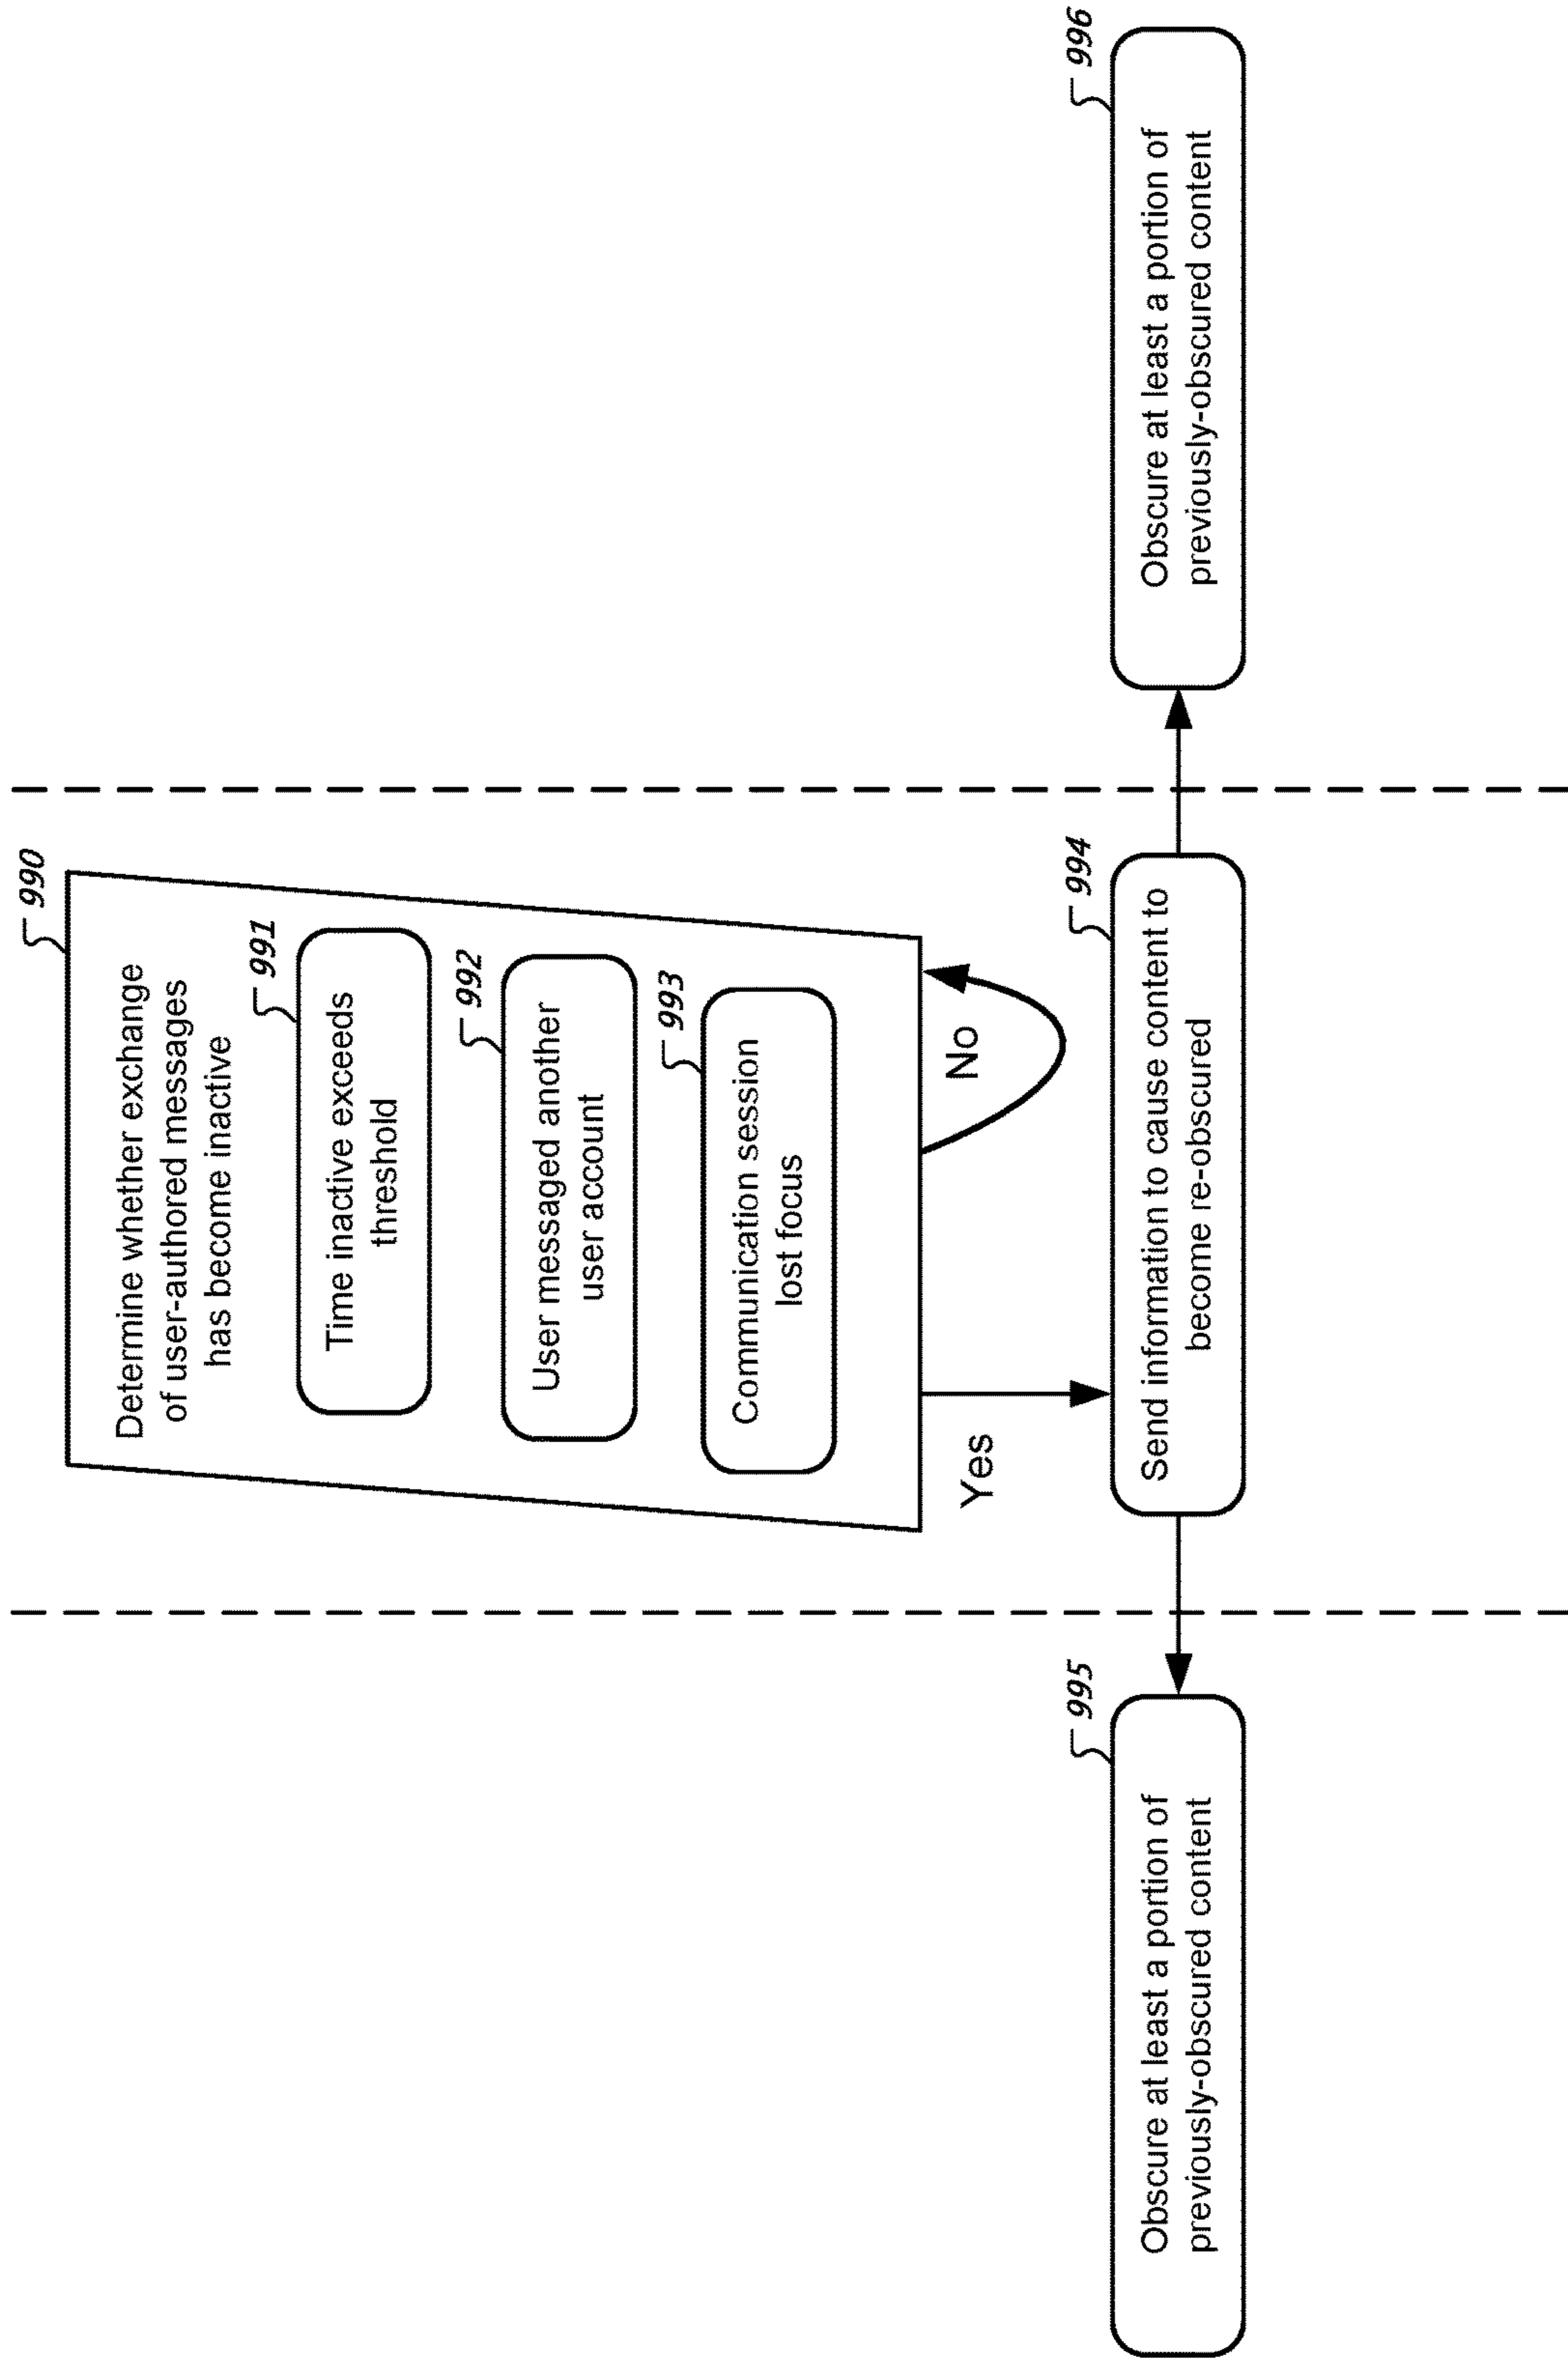 990
Determine whether exchange
of user-authored messages
has become inactive
991
Time inactive exceeds
threshold
992
User messaged another
user account
993
Communication session
lost focus
Yes
No
995
Obscure at least a portion of
previously-obscured content
994
Send information to cause content to
become re-obscured
996
Obscure at least a portion of
previously-obscured content